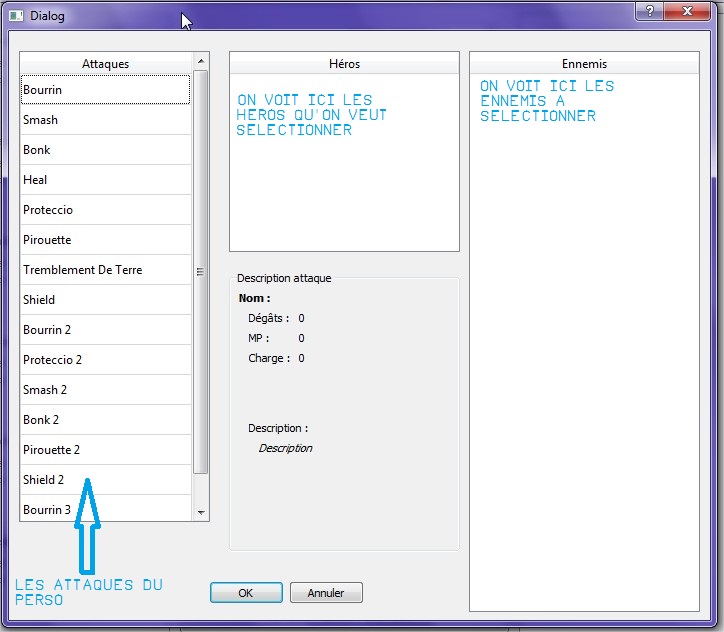 Dialog
?
Attaques
Bourrin
Smash
Bonk
Heal
Proteccio
Pirouette
Tremblement De Terre
Shield
Bourrin 2
Proteccio 2
Smash 2
Bonk 2
Pirouette 2
Shield 2
Bourrin 3
LES ATTAQUES DU
PERSO
Héros
ON VOIT ICI LES
HEROS QU'ON VEUT
SELECTIONNER
Description attaque
Nom :
Dégâts : 0
MP : 0
Charge : 0
Description :
Description
OK
Annuler
Ennemis
ON VOIT ICI LES
ENNEMIS A
SELECTIONNER